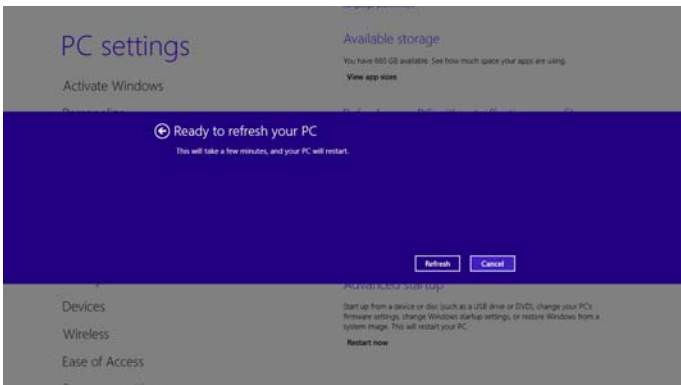 PC settings
Activate Windows
Available storage
You have 660 GB available. See how much space your apps are using.
View app sizes
Ready to refresh your PC
This will take a few minutes, and your PC will restart.
Refresh
Cancel
Devices
Wireless
Ease of Access
Advanced startup
Start up from a device or disc (such as a USB drive or DVD), change your PC's
firmware settings, change Windows startup settings, or restore Windows from a
system image. This will restart your PC.
Restart now